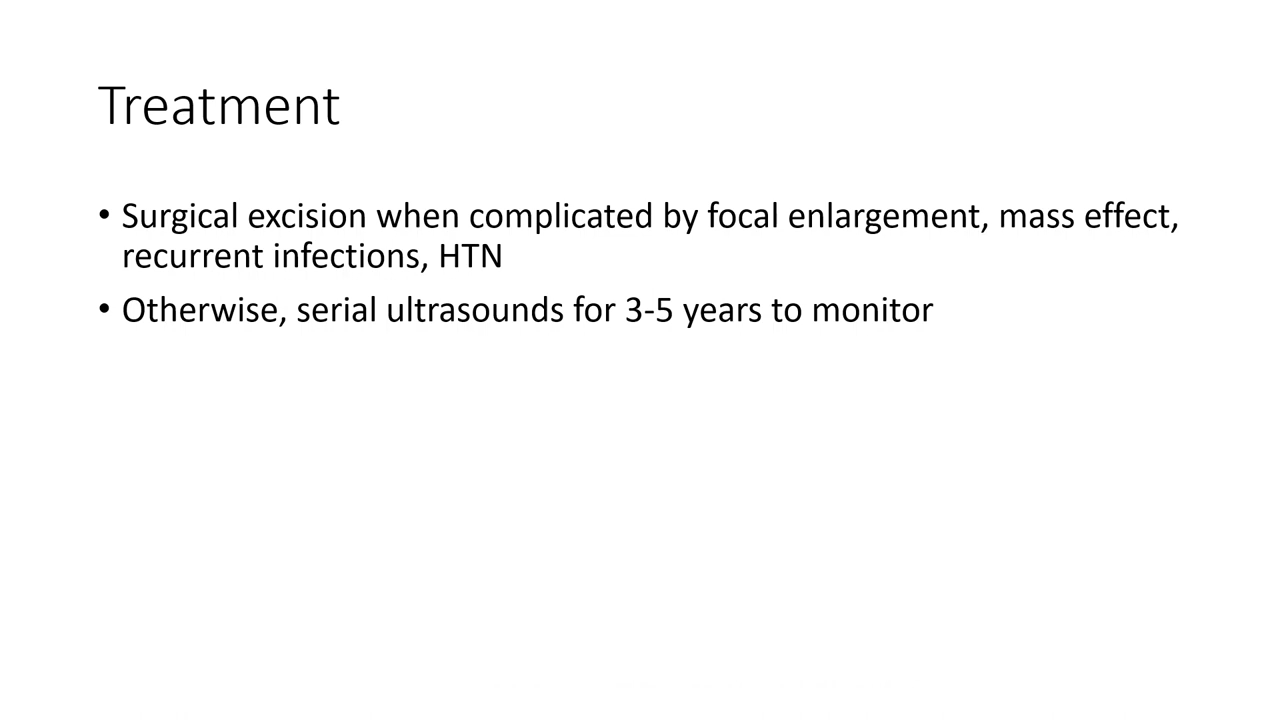 Treatment
• Surgical excision when complicated by focal enlargement, mass effect,
recurrent infections, HTN
• Otherwise, serial ultrasounds for 3-5 years to monitor